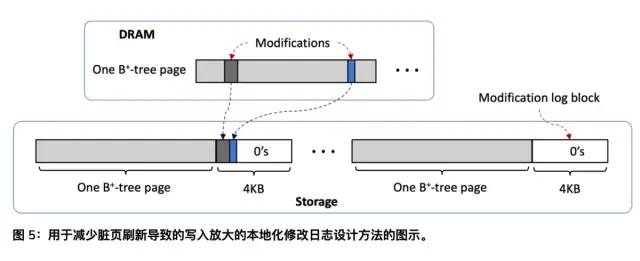 DRAM
Modifications
One B⁺-tree page
• • •
Modification log block
0's
• • •
0's
One B⁺-tree page
4KB
One B⁺-tree page
4KB
Storage
图 5：用于减少脏页刷新导致的写入放大的本地化修改日志设计方法的图示。